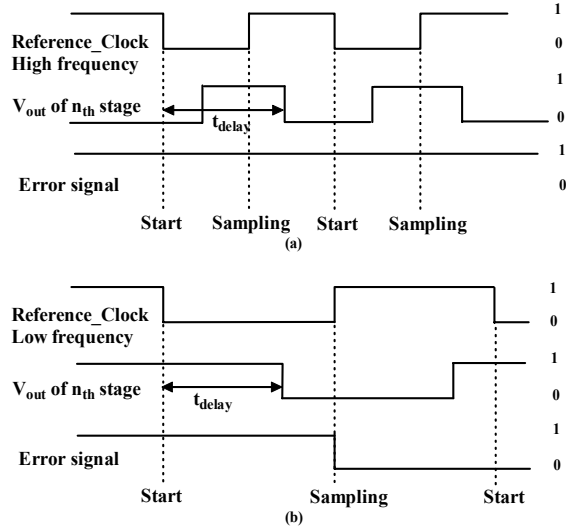 1
Reference_Clock
0
High frequency
1
Vout of nth stage
tdelay
0
1
Error signal
0
Start Sampling Start Sampling
(a)
1
Reference_Clock
0
Low frequency
1
Vout of nth stage
tdelay
0
1
Error signal
0
Start Sampling Start
(b)